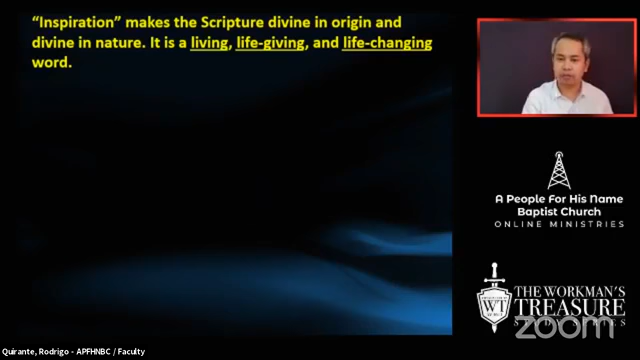 “Inspiration” makes the Scripture divine in origin and
divine in nature. It is a living, life-giving, and life-changing
word.
A People For His Name
Baptist Church
ONLINE MINISTRIES
WT
THE WORKMAN'S
TREASURE
zoom
Quirante, Rodrigo - APFHNBC / Faculty